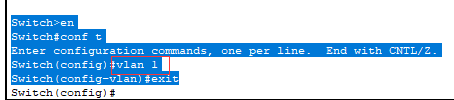 Switch>en
Switch#conf t
Enter configuration commands, one per line.  End with CNTL/Z.
Switch(config)#vlan 1
Switch(config-vlan)#exit
Switch(config)#